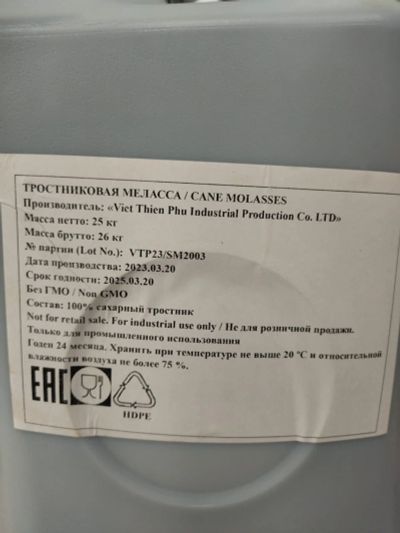 ТРОСТНИКОВАЯ МЕЛАССА / CANE MOLASSES
Производитель: «Viet Thien Phu Industrial Production Co. LTD»
Масса нетто: 25 кг
Масса брутто: 26 кг
№ партии (Lot No.): VTP23/SM2003
Дата производства: 2023.03.20
Срок годности: 2025.03.20
Без ГМО / Non GMO
Состав: 100% сахарный тростник
Not for retail sale. For industrial use only / Не для розничной продажи.
Только для промышленного использования
Годен 24 месяца. Хранить при температуре не выше 20 °С и относительной
влажности воздуха не более 75 %.
EAC
HDPE